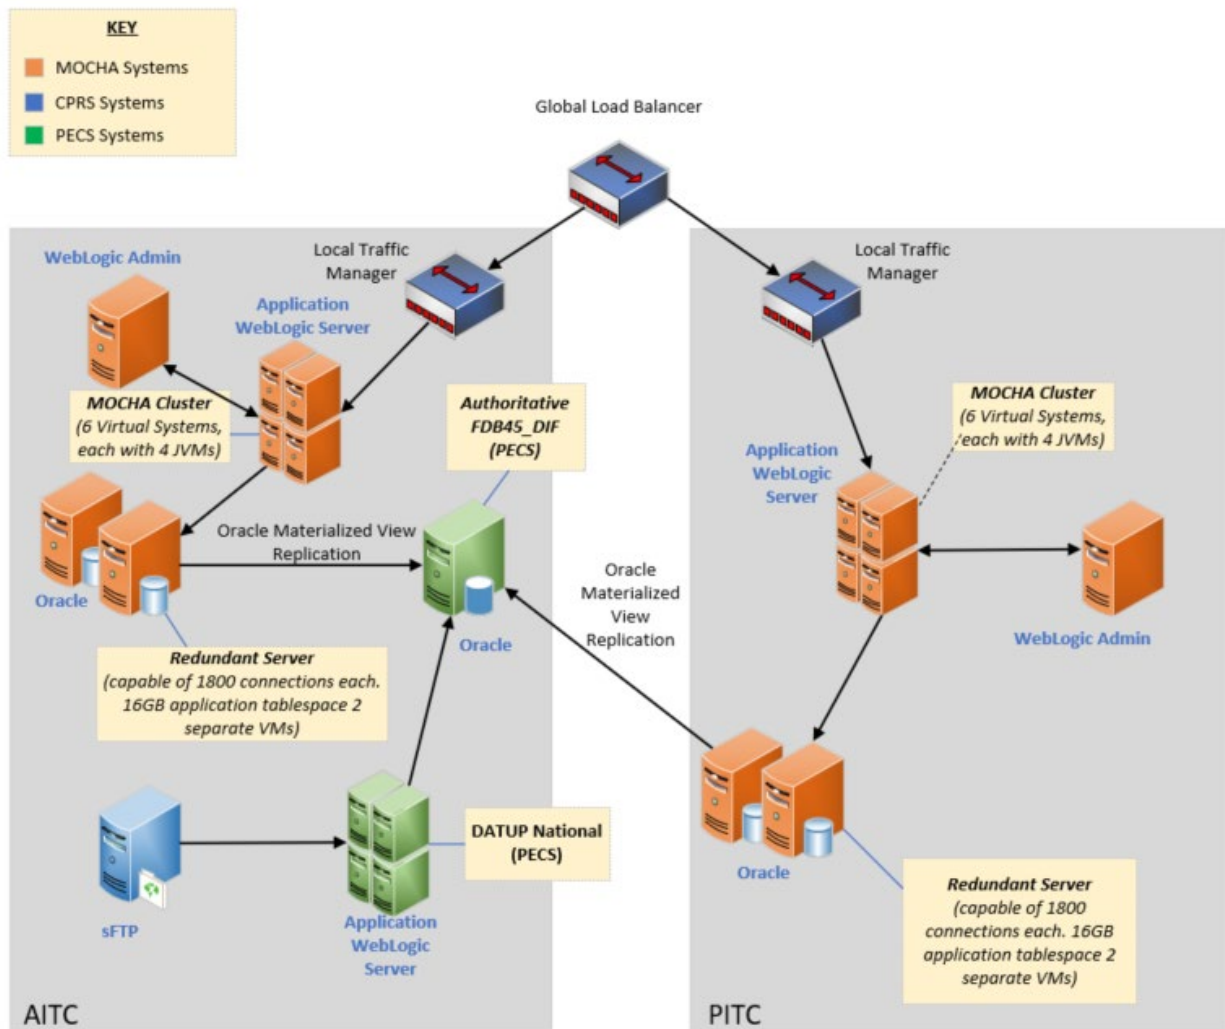 KEY
MOCHA Systems
CPRS Systems
PECS Systems
Global Load Balancer
WebLogic Admin
Local Traffic
Manager
Application
WebLogic Server
MOCHA Cluster
(6 Virtual Systems,
each with 4 JVMs)
Authoritative
FDB45_DIF
(PECS)
Oracle Materialized View
Replication
Oracle
Oracle
Redundant Server
(capable of 1800 connections each.
16GB application tablespace 2
separate VMs)
sFTP
DATUP National
(PECS)
Application
WebLogic
Server
AITC
Oracle
Materialized
View
Replication
Local Traffic
Manager
MOCHA Cluster
(6 Virtual Systems,
each with 4 JVMs)
Application
WebLogic
Server
WebLogic Admin
Oracle
Redundant Server
(capable of 1800
connections each. 16GB
application tablespace 2
separate VMs)
PITC